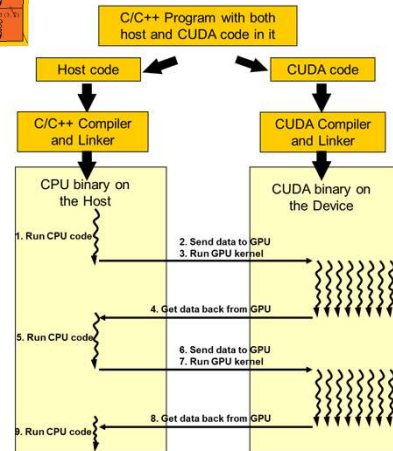 C/C++ Program with both
host and CUDA code in it
Host code
CUDA code
C/C++ Compiler
and Linker
CUDA Compiler
and Linker
CPU binary on
the Host
CUDA binary on
the Device
1. Run CPU code
2. Send data to GPU
3. Run GPU kernel
4. Get data back from GPU
5. Run CPU code
6. Send data to GPU
7. Run GPU kernel
8. Get data back from GPU
9. Run CPU code